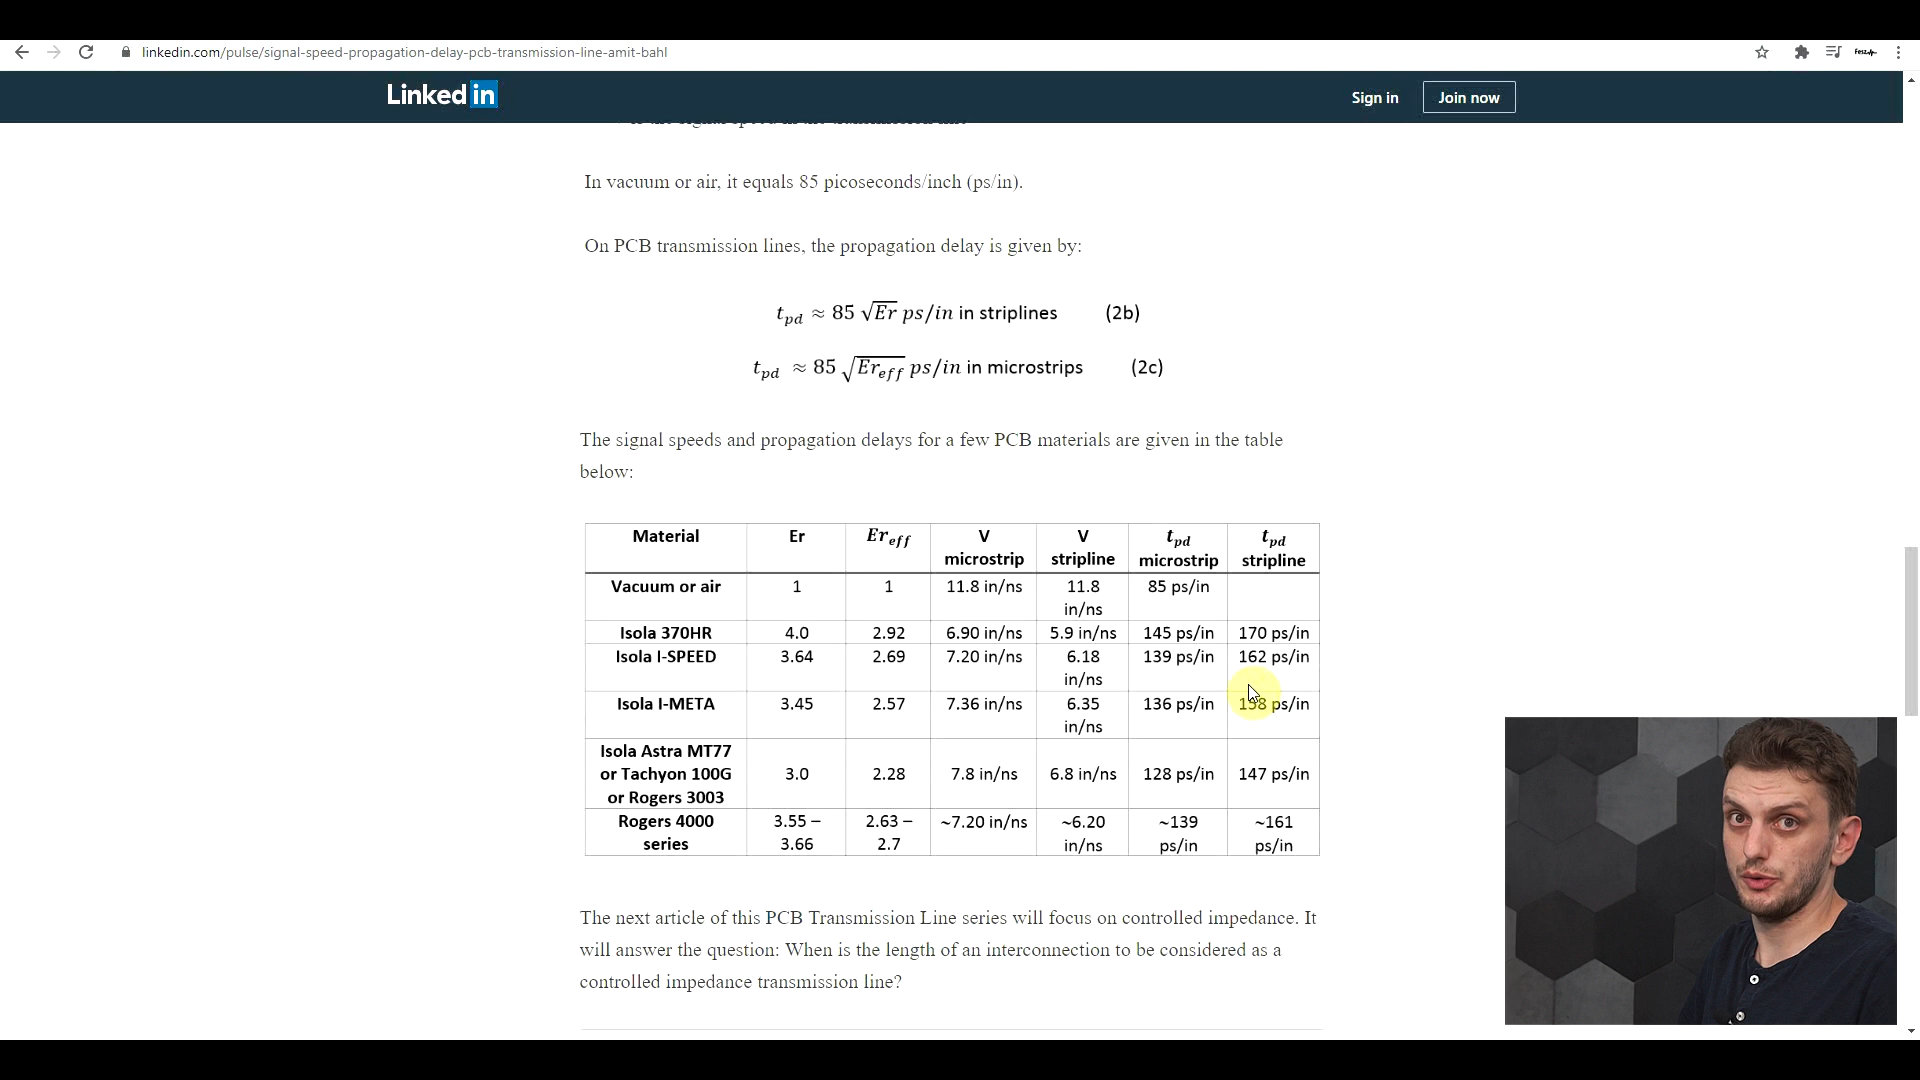 linkedin.com/pulse/signal-speed-propagation-delay-pcb-transmission-line-amit-bahl
Fesz
Linked in
Sign in
Join now
In vacuum or air, it equals 85 picoseconds/inch (ps/in).
On PCB transmission lines, the propagation delay is given by:
t_pd ≈ 85 √Er ps/in in striplines (2b)
t_pd ≈ 85 √Er_eff ps/in in microstrips (2c)
The signal speeds and propagation delays for a few PCB materials are given in the table
below:
Material Er Er_eff V microstrip V stripline t_pd microstrip t_pd stripline
Vacuum or air 1 1 11.8 in/ns 11.8 in/ns 85 ps/in
Isola 370HR 4.0 2.92 6.90 in/ns 5.9 in/ns 145 ps/in 170 ps/in
Isola I-SPEED 3.64 2.69 7.20 in/ns 6.18 in/ns 139 ps/in 162 ps/in
Isola I-META 3.45 2.57 7.36 in/ns 6.35 in/ns 136 ps/in 158 ps/in
Isola Astra MT77 or Tachyon 100G or Rogers 3003 3.0 2.28 7.8 in/ns 6.8 in/ns 128 ps/in 147 ps/in
Rogers 4000 series 3.55 – 3.66 2.63 – 2.7 ~7.20 in/ns ~6.20 in/ns ~139 ps/in ~161 ps/in
The next article of this PCB Transmission Line series will focus on controlled impedance. It
will answer the question: When is the length of an interconnection to be considered as a
controlled impedance transmission line?